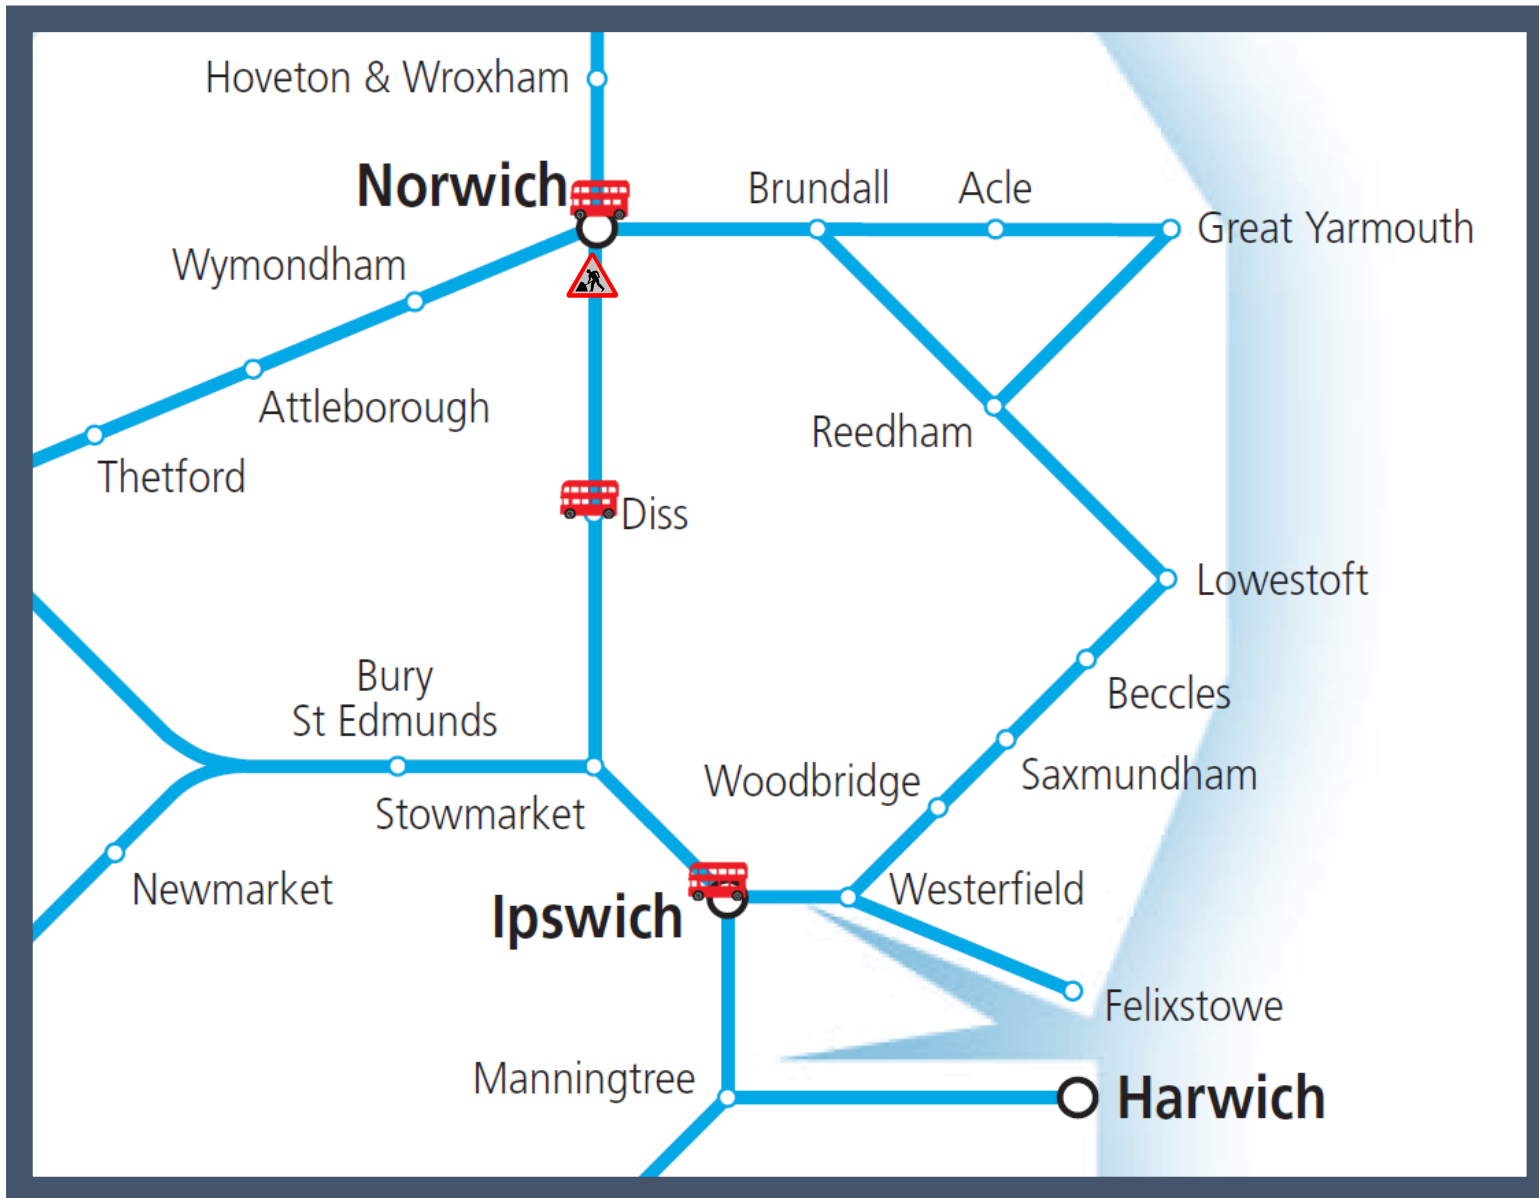 Hoveton & Wroxham
Norwich
Brundall
Acle
Great Yarmouth
Wymondham
Attleborough
Reedham
Thetford
Diss
Lowestoft
Bury
St Edmunds
Beccles
Woodbridge
Saxmundham
Stowmarket
Newmarket
Westerfield
Ipswich
Felixstowe
Manningtree
Harwich